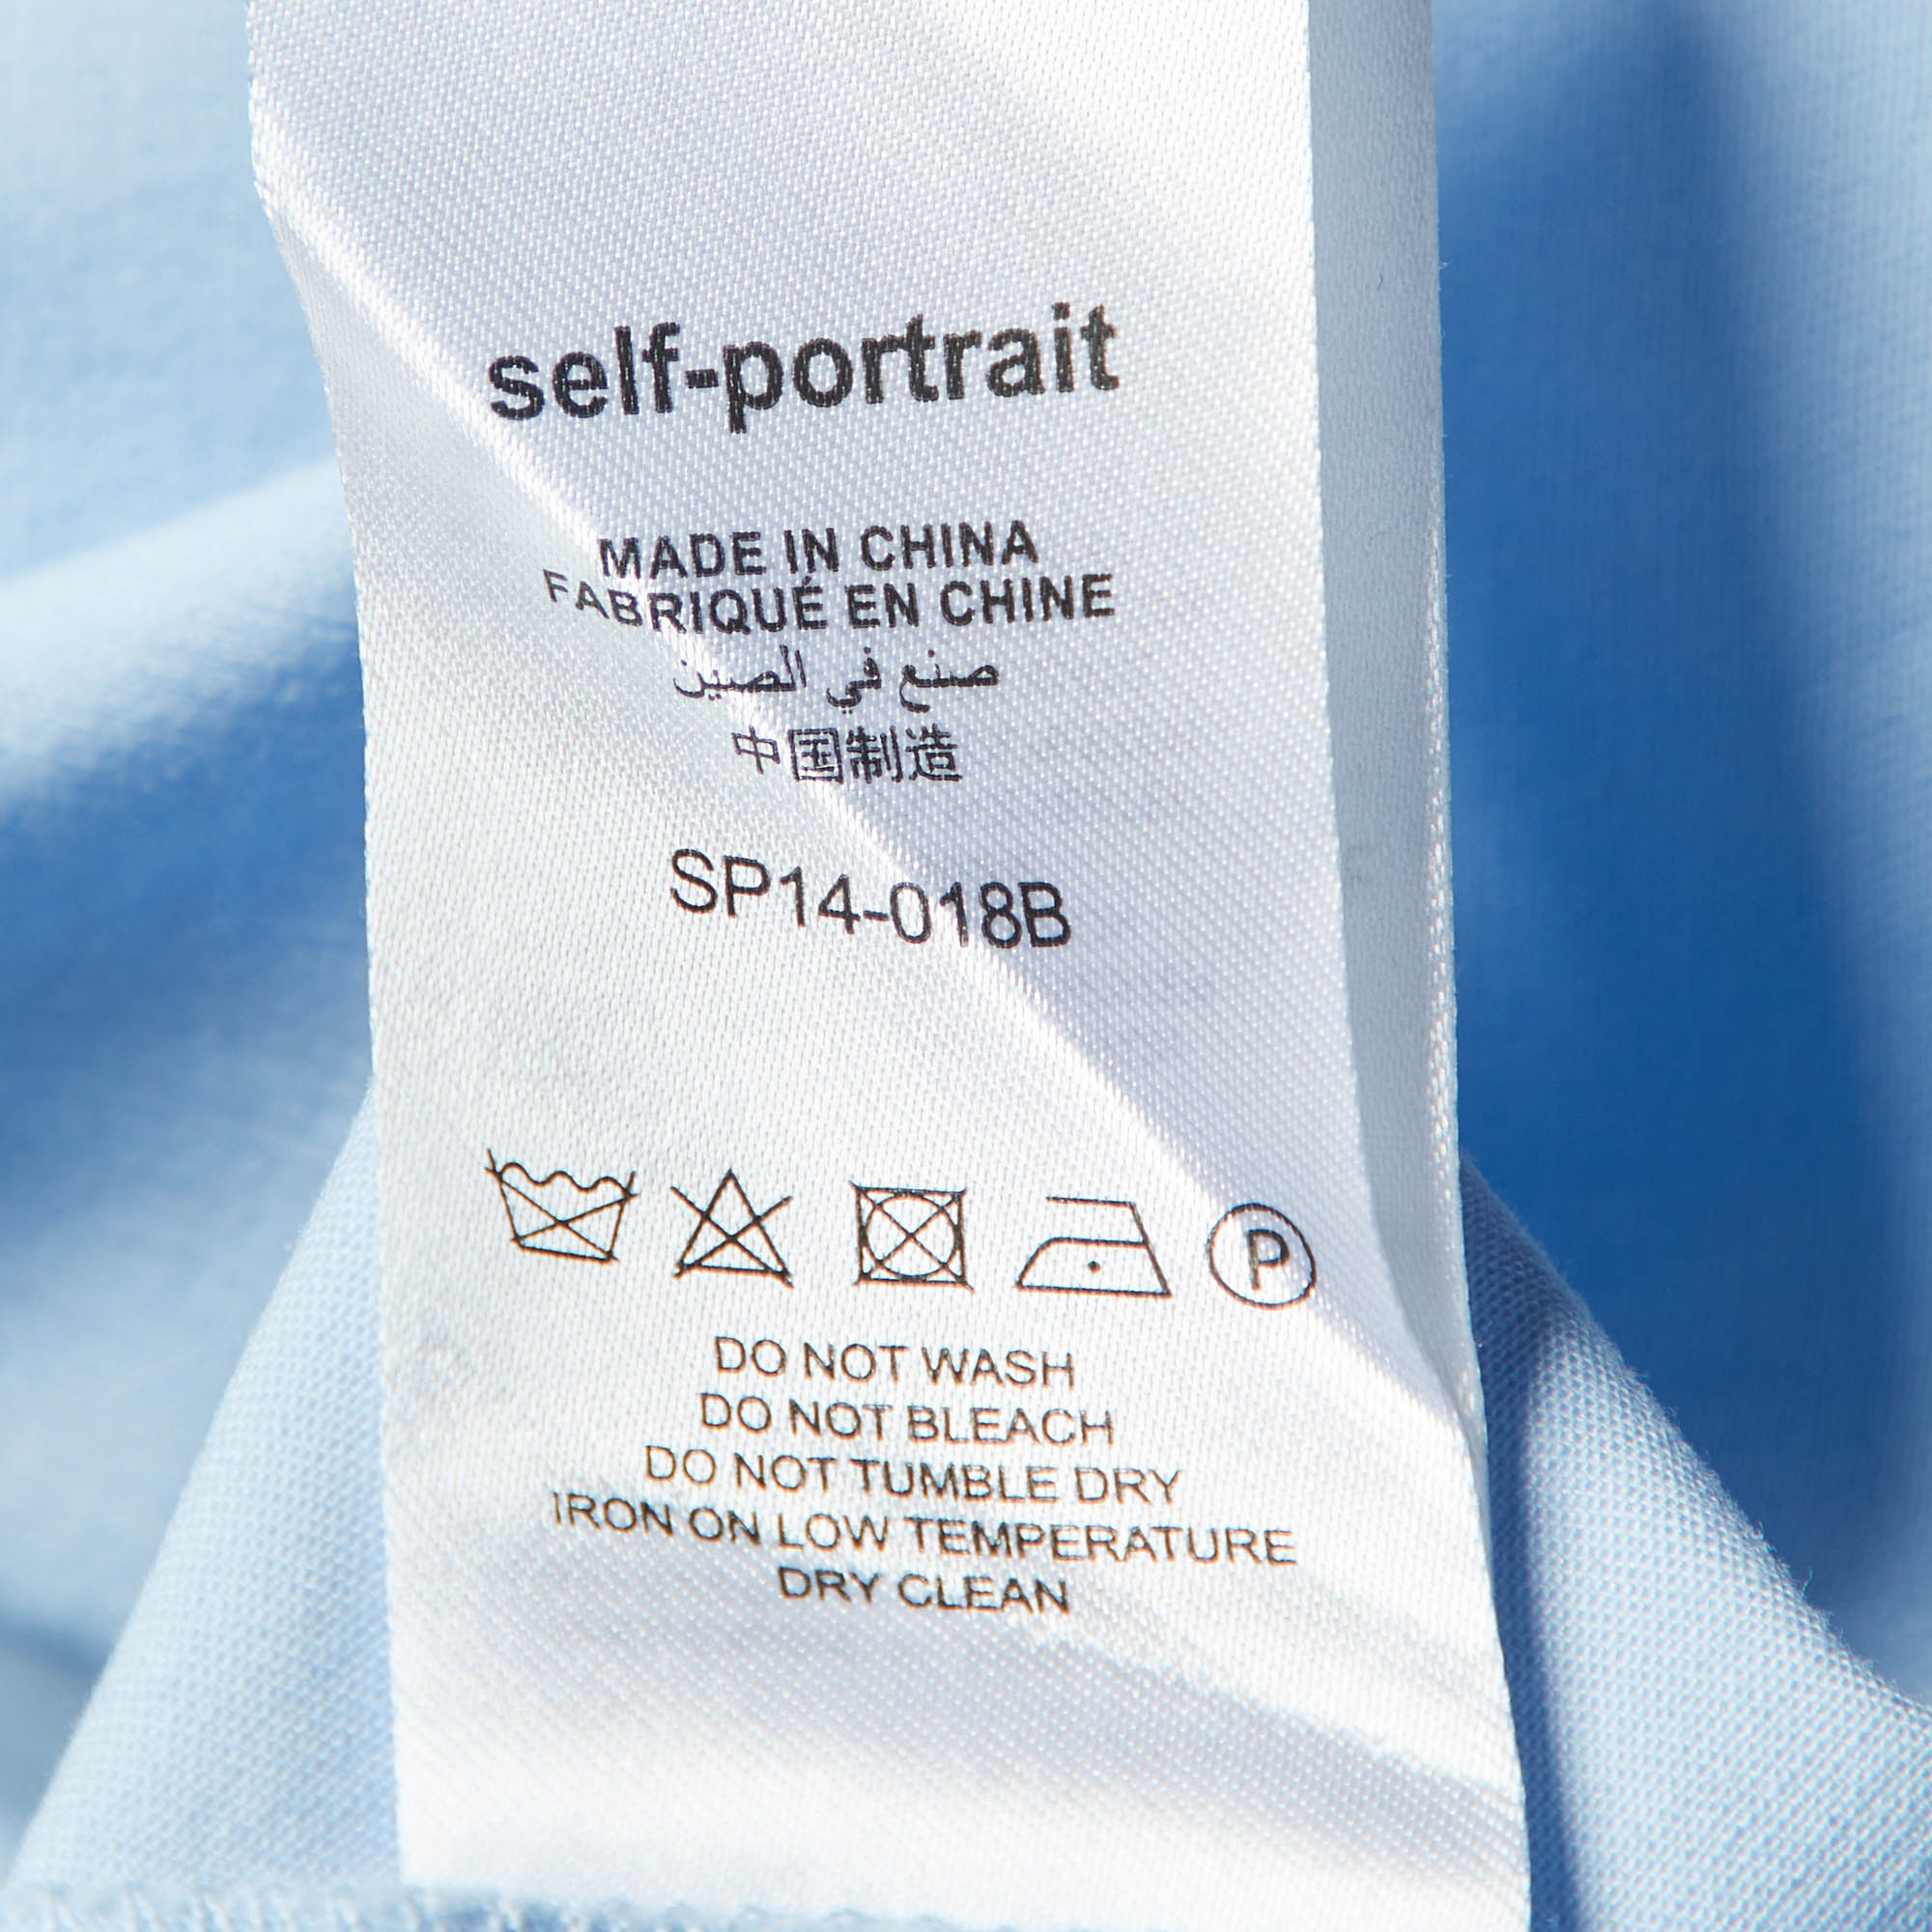 self-portrait
MADE IN CHINA
FABRIQUÉ EN CHINE
صنع في الصين
中国制造
SP14-018B
P
DO NOT WASH
DO NOT BLEACH
DO NOT TUMBLE DRY
IRON ON LOW TEMPERATURE
DRY CLEAN